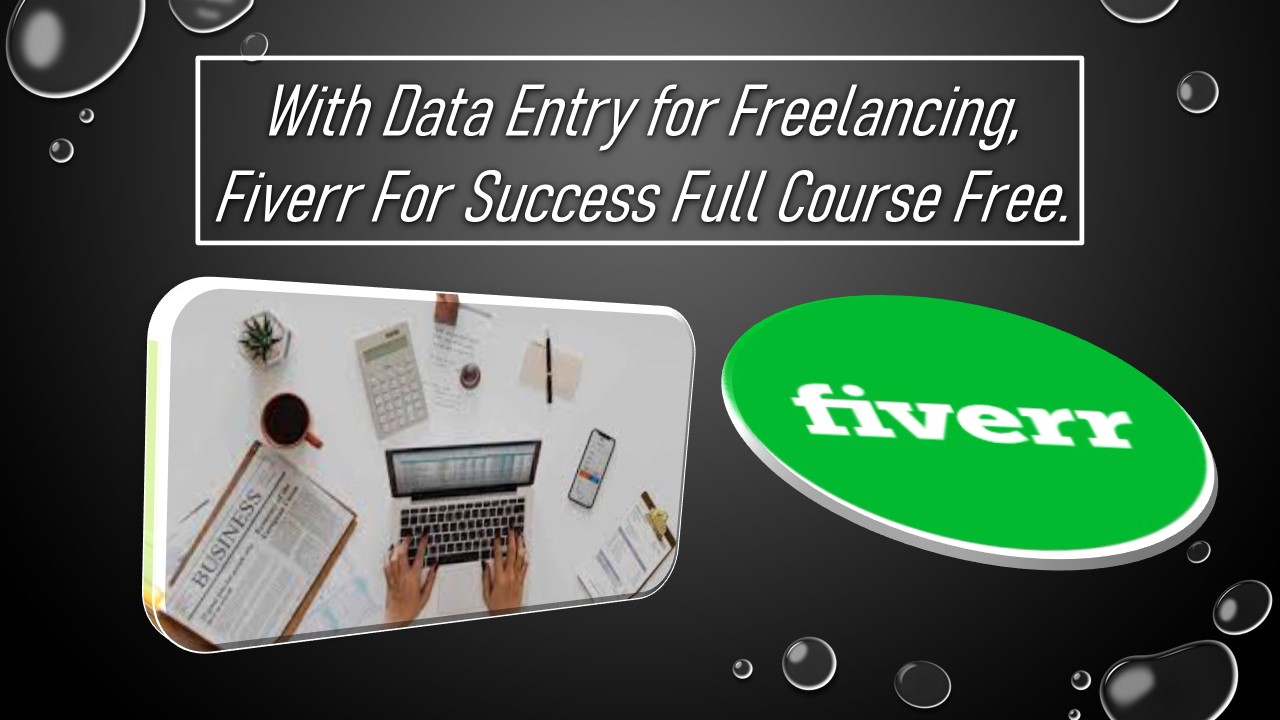 With Data Entry for Freelancing,
Fiverr For Success Full Course Free.
fiverr
BUSINESS